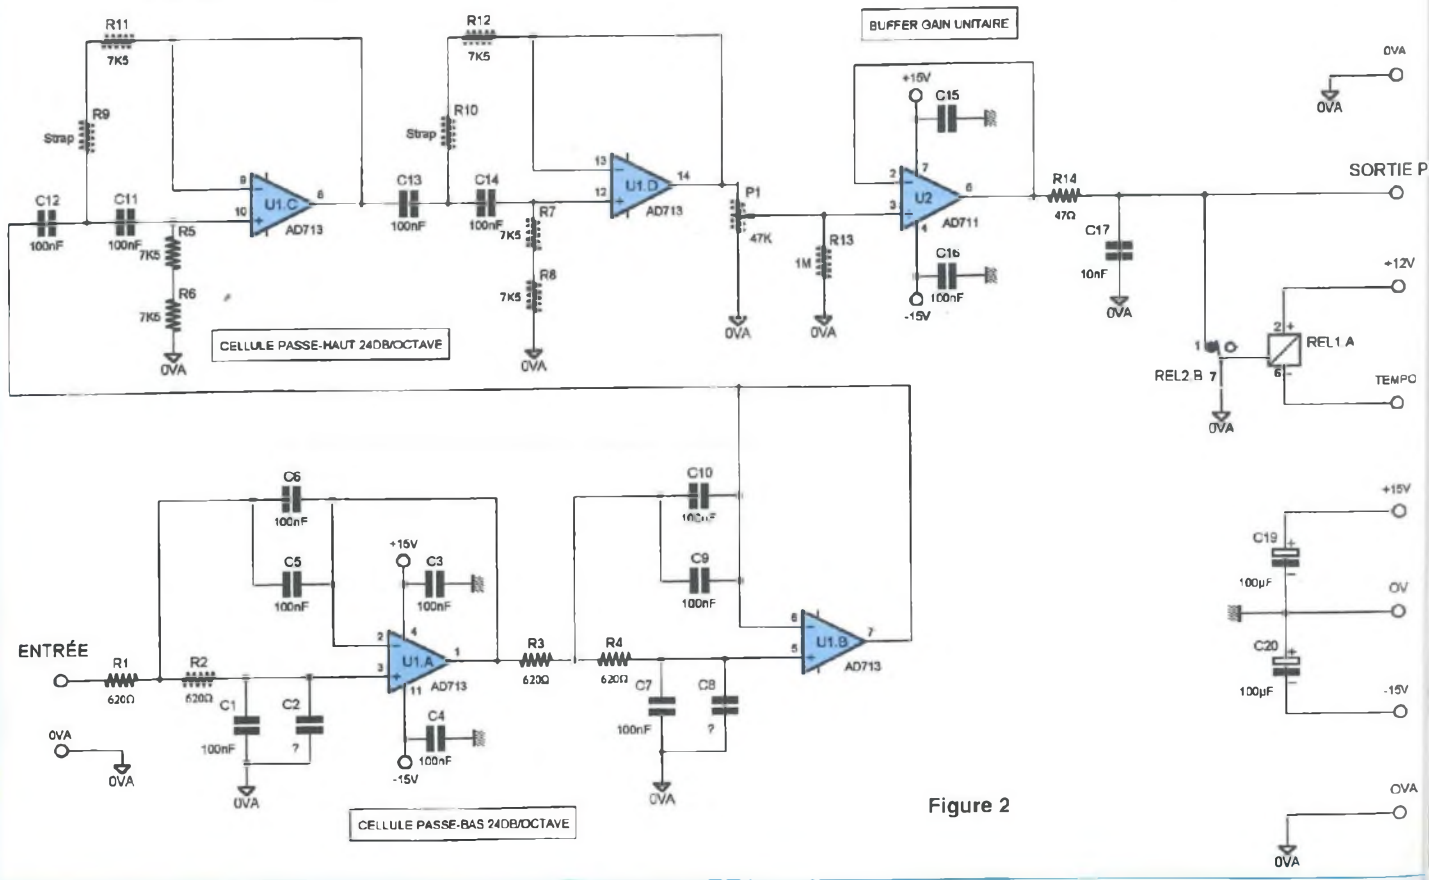 R11
7K5
R12
7K5
BUFFER GAIN UNITAIRE
0VA
0VA
R9
Strap
R10
Strap
+15V
C15
7
C12
100nF
C11
100nF
9
10
U1.C
8
AD713
R5
7K5
R6
7K5
0VA
C13
100nF
C14
100nF
13
12
U1.D
14
AD713
R7
7K5
R8
7K5
0VA
P1
47K
0VA
R13
1M
0VA
2
3
U2
6
AD711
4
C16
100nF
-15V
R14
47Ω
C17
10nF
0VA
SORTIE P
+12V
2 +
REL1.A
6 -
TEMPO
1
REL2.B 7
0VA
CELLULE PASSE-HAUT 24DB/OCTAVE
C6
100nF
C5
100nF
+15V
C3
100nF
4
2
3
U1.A
1
AD713
11
C4
100nF
-15V
C10
100nF
C9
100nF
6
5
U1.B
7
AD713
ENTRÉE
R1
620Ω
R2
620Ω
C1
100nF
C2
?
0VA
0VA
0VA
R3
620Ω
R4
620Ω
C7
100nF
C8
?
0VA
CELLULE PASSE-BAS 24DB/OCTAVE
+15V
C19
+
-
100µF
0V
C20
+
-
100µF
-15V
Figure 2
0VA
0VA